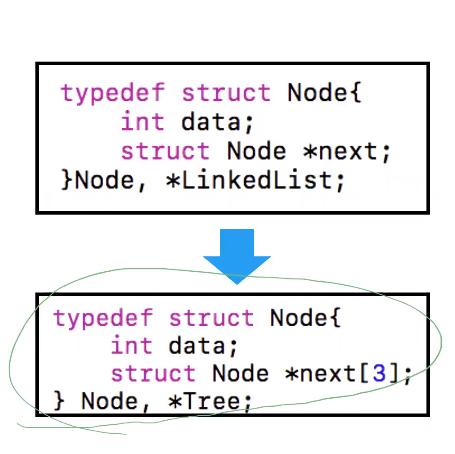 typedef struct Node{
int data;
struct Node *next;
}Node, *LinkedList;
typedef struct Node{
int data;
struct Node *next[3];
} Node, *Tree;